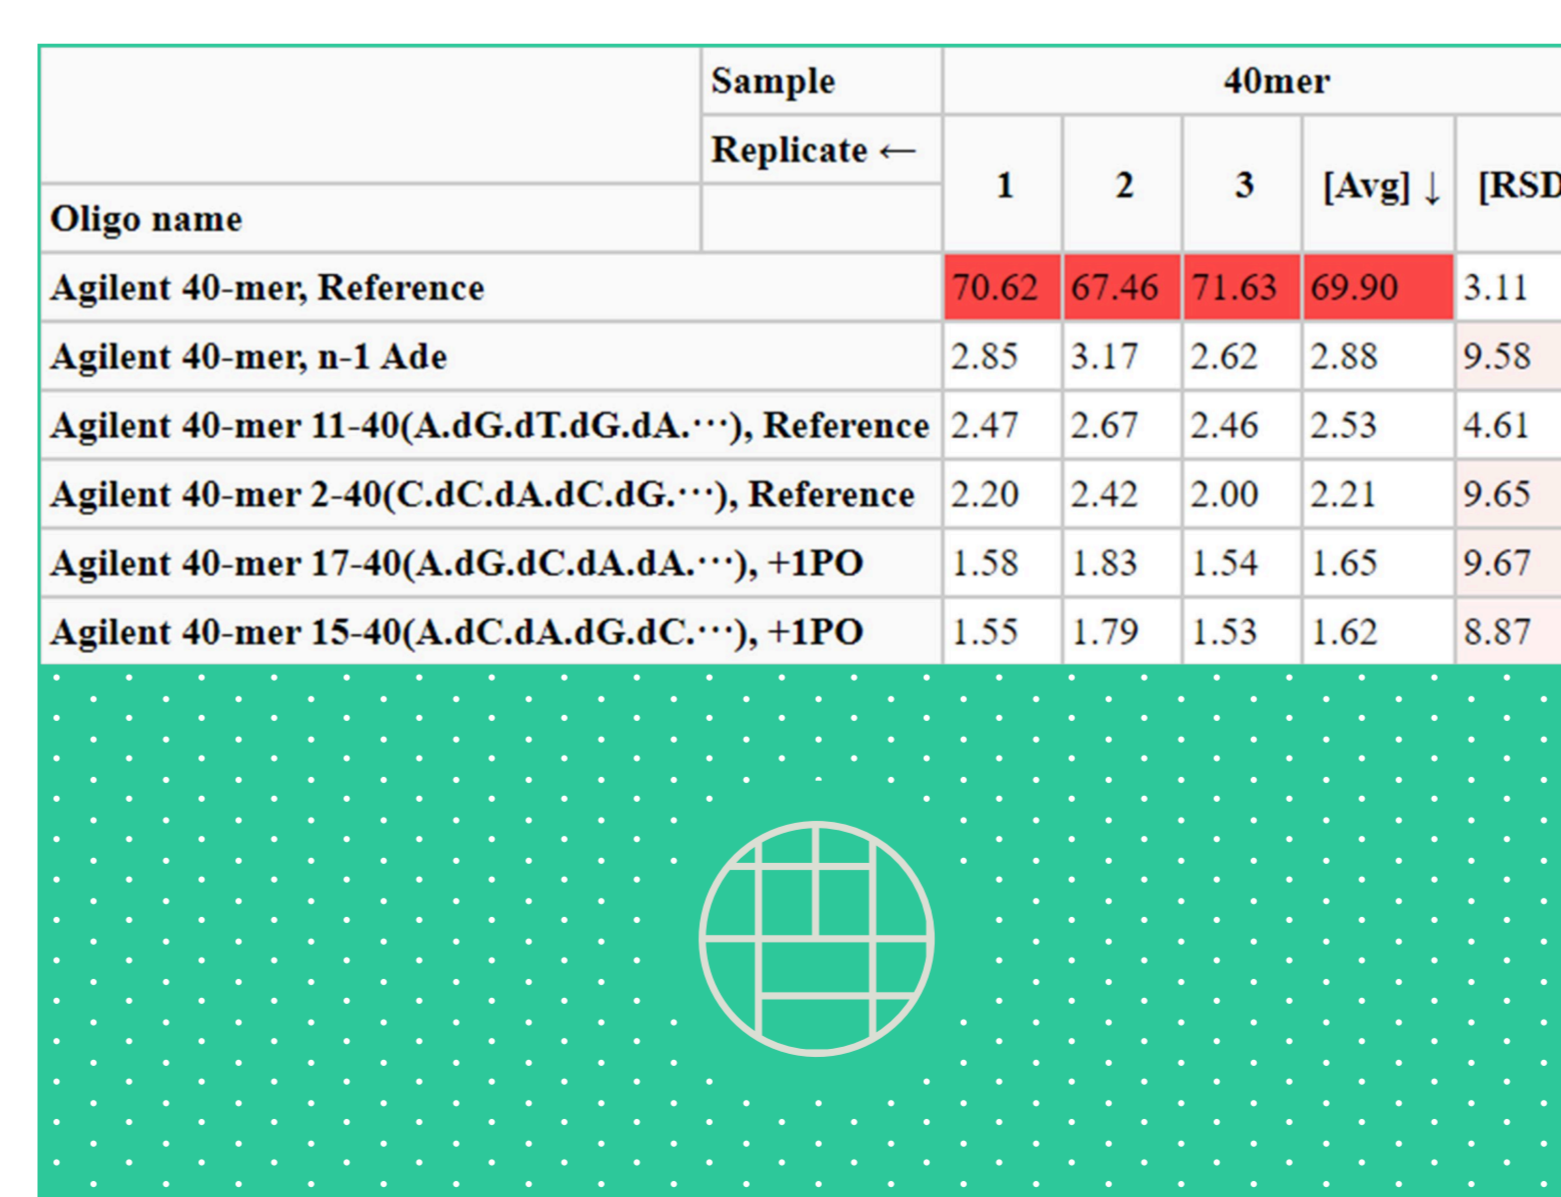 Sample 40mer
Replicate ←
1 2 3 [Avg] ↓ [RSD
Oligo name
Agilent 40-mer, Reference 70.62 67.46 71.63 69.90 3.11
Agilent 40-mer, n-1 Ade 2.85 3.17 2.62 2.88 9.58
Agilent 40-mer 11-40(A.dG.dT.dG.dA.···), Reference 2.47 2.67 2.46 2.53 4.61
Agilent 40-mer 2-40(C.dC.dA.dC.dG.···), Reference 2.20 2.42 2.00 2.21 9.65
Agilent 40-mer 17-40(A.dG.dC.dA.dA.···), +1PO 1.58 1.83 1.54 1.65 9.67
Agilent 40-mer 15-40(A.dC.dA.dG.dC.···), +1PO 1.55 1.79 1.53 1.62 8.87